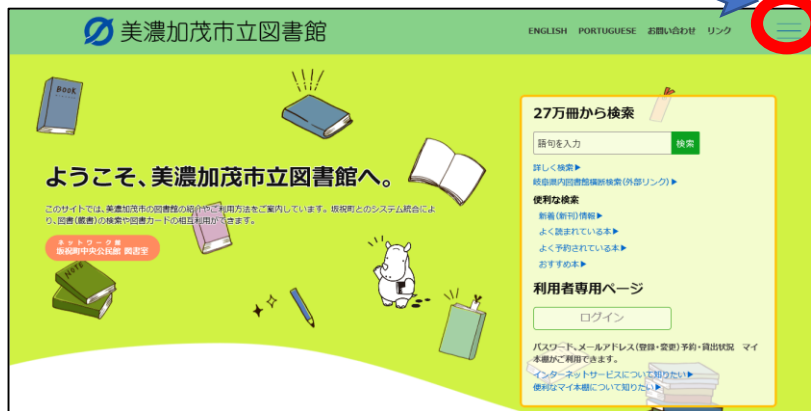 美濃加茂市立図書館
ENGLISH PORTUGUESE お問い合わせ リンク
BOOK
27万冊から検索
語句を入力 検索
詳しく検索▶
岐阜県内図書館横断検索(外部リンク)▶
便利な検索
新着(新刊)情報▶
よく読まれている本▶
よく予約されている本▶
おすすめ本▶
ようこそ、美濃加茂市立図書館へ。
このサイトでは、美濃加茂市の図書館の紹介やご利用方法をご案内しています。坂祝町とのシステム統合によ
り、図書(蔵書)の検索や図書カードの相互利用ができます。
ネットワーク館
坂祝町中央公民館 図書室
NOTE
利用者専用ページ
ログイン
パスワード、メールアドレス(登録・変更)予約・貸出状況 マイ
本棚がご利用できます。
インターネットサービスについて知りたい▶
便利なマイ本棚について知りたい▶